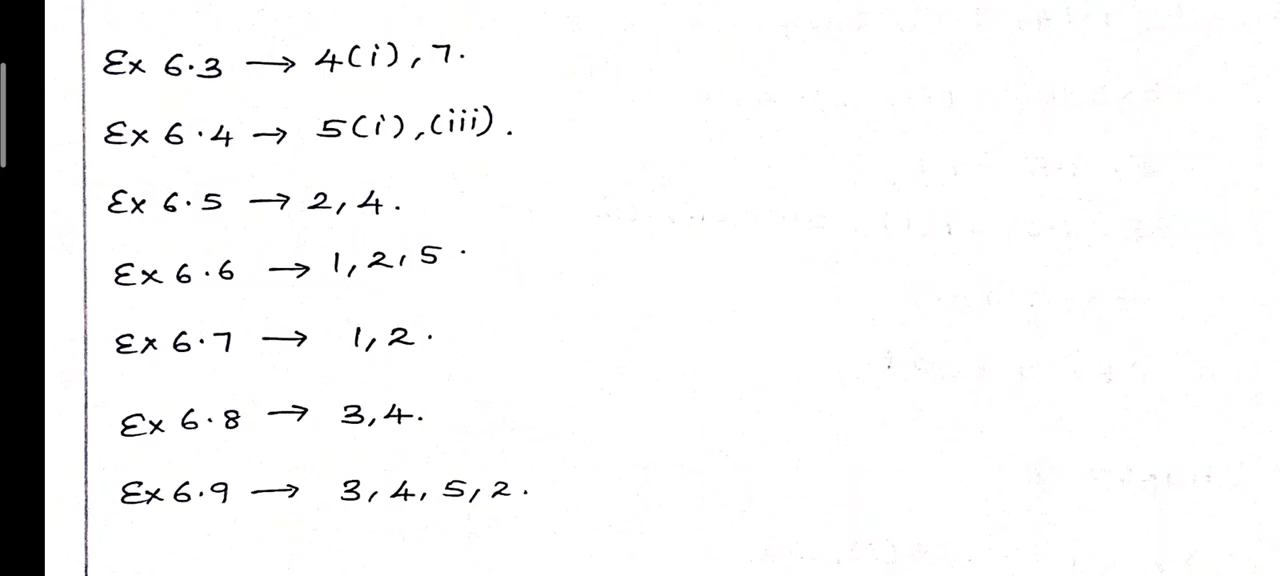 Ex 6.3 → 4(i), 7.
Ex 6.4 → 5(i), (iii).
Ex 6.5 → 2, 4.
Ex 6.6 → 1, 2, 5.
Ex 6.7 → 1, 2.
Ex 6.8 → 3, 4.
Ex 6.9 → 3, 4, 5, 2.